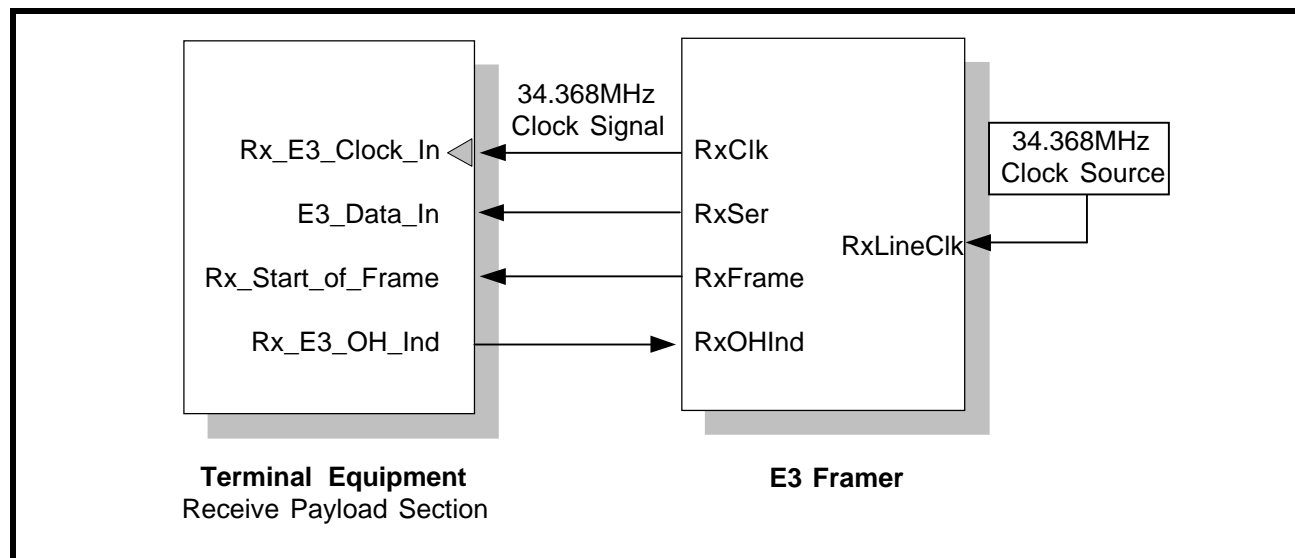 34.368MHz
Clock Signal
Rx_E3_Clock_In
E3_Data_In
Rx_Start_of_Frame
Rx_E3_OH_Ind
RxClk
RxSer
RxFrame
RxOHInd
RxLineClk
34.368MHz
Clock Source
Terminal Equipment
Receive Payload Section
E3 Framer